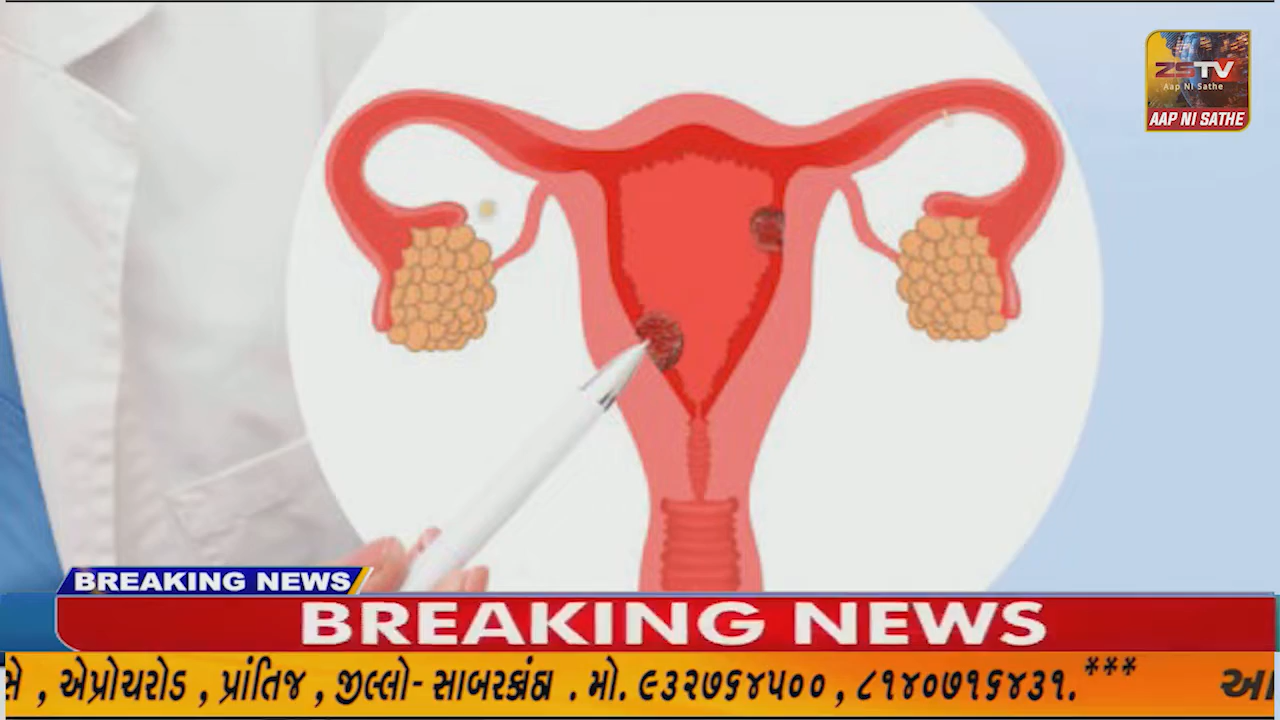 ZSTV
Aap Ni Sathe
AAP NI SATHE
BREAKING NEWS
BREAKING NEWS
સે , એપ્રોચરોડ , પ્રાંતિજ , જીલ્લો- સાબરકાંઠા . મો. ૯૩૨૭૬૪૫૦૦ , ૮૧૪૦૭૧૬૪૩૧.***